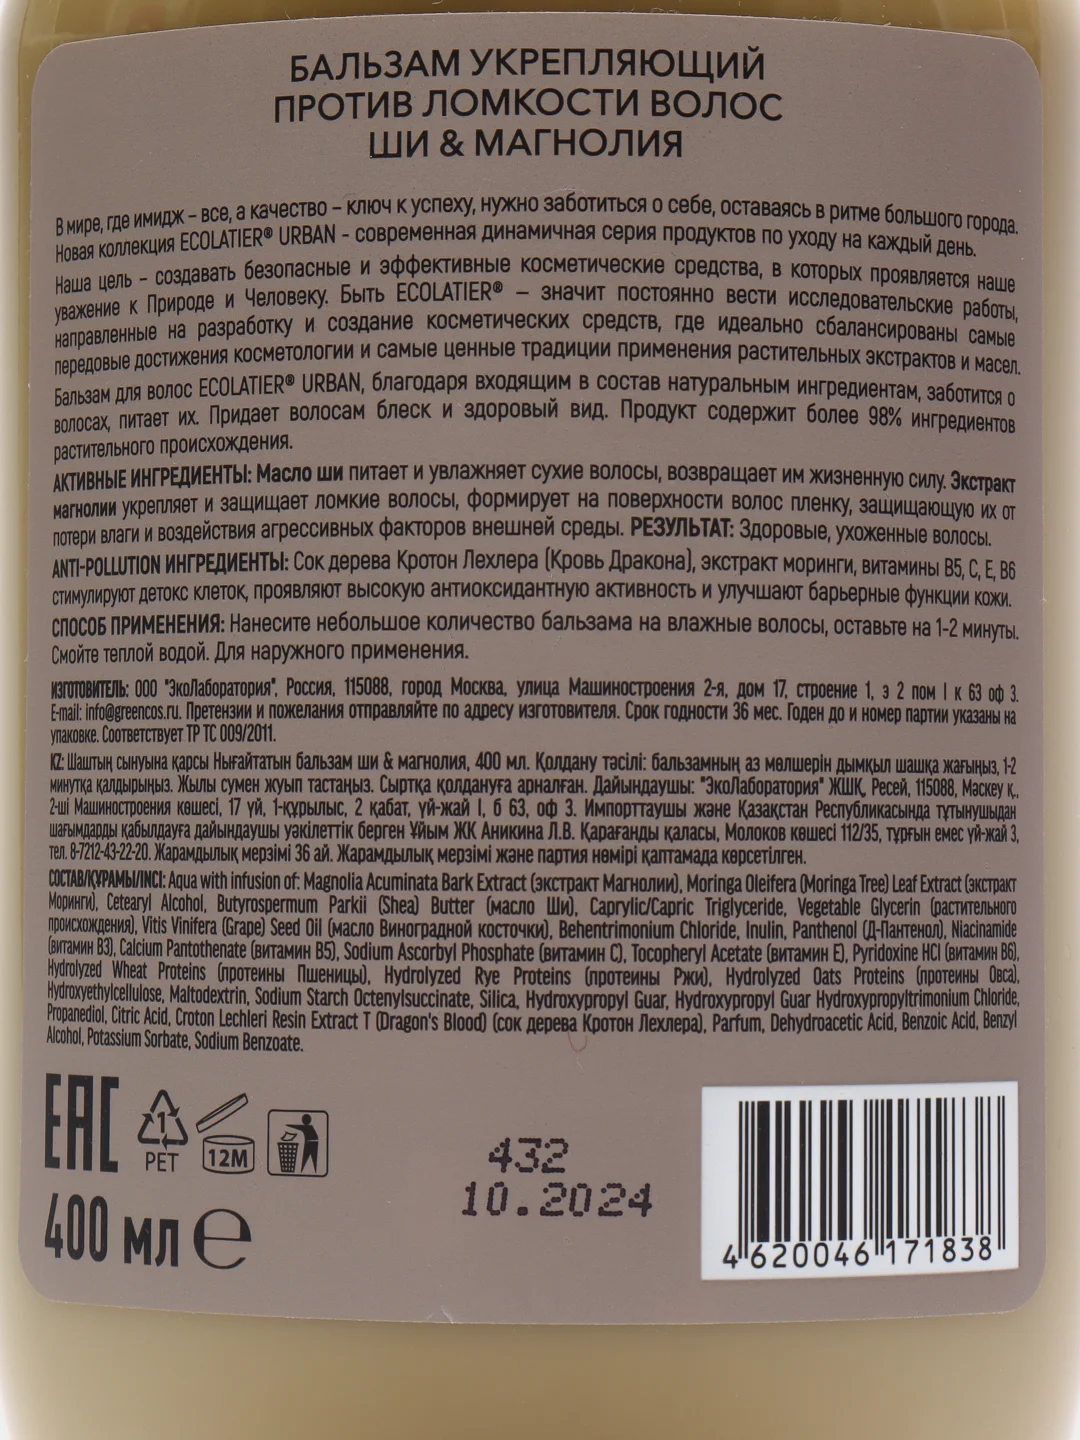 БАЛЬЗАМ УКРЕПЛЯЮЩИЙ
ПРОТИВ ЛОМКОСТИ ВОЛОС
ШИ & МАГНОЛИЯ
В мире, где имидж – все, а качество – ключ к успеху, нужно заботиться о себе, оставаясь в ритме большого города.
Новая коллекция ECOLATIER® URBAN - современная динамичная серия продуктов по уходу на каждый день.
Наша цель – создавать безопасные и эффективные косметические средства, в которых проявляется наше
уважение к Природе и Человеку. Быть ECOLATIER® – значит постоянно вести исследовательские работы,
направленные на разработку и создание косметических средств, где идеально сбалансированы самые
передовые достижения косметологии и самые ценные традиции применения растительных экстрактов и масел.
Бальзам для волос ECOLATIER® URBAN, благодаря входящим в состав натуральным ингредиентам, заботится о
волосах, питает их. Придает волосам блеск и здоровый вид. Продукт содержит более 98% ингредиентов
растительного происхождения.
АКТИВНЫЕ ИНГРЕДИЕНТЫ: Масло ши питает и увлажняет сухие волосы, возвращает им жизненную силу. Экстракт
магнолии укрепляет и защищает ломкие волосы, формирует на поверхности волос пленку, защищающую их от
потери влаги и воздействия агрессивных факторов внешней среды. РЕЗУЛЬТАТ: Здоровые, ухоженные волосы.
ANTI-POLLUTION ИНГРЕДИЕНТЫ: Сок дерева Кротон Лехлера (Кровь Дракона), экстракт моринги, витамины B5, C, E, B6
стимулируют детокс клеток, проявляют высокую антиоксидантную активность и улучшают барьерные функции кожи.
СПОСОБ ПРИМЕНЕНИЯ: Нанесите небольшое количество бальзама на влажные волосы, оставьте на 1-2 минуты.
Смойте теплой водой. Для наружного применения.
ИЗГОТОВИТЕЛЬ: ООО "ЭкоЛаборатория", Россия, 115088, город Москва, улица Машиностроения 2-я, дом 17, строение 1, э 2 пом I к 63 оф 3.
E-mail: info@greencos.ru. Претензии и пожелания отправляйте по адресу изготовителя. Срок годности 36 мес. Годен до и номер партии указаны на
упаковке. Соответствует ТР ТС 009/2011.
KZ: Шаштың сынуына қарсы Нығайтатын бальзам ши & магнолия, 400 мл. Қолдану тәсілі: бальзамның аз мөлшерін дымқыл шашқа жағыңыз, 1-2
минутқа қалдырыңыз. Жылы сумен жуып тастаңыз. Сыртқа қолдануға арналған. Дайындаушы: "ЭкоЛаборатория" ЖШҚ, Ресей, 115088, Мәскеу қ.,
2-ші Машиностроения көшесі, 17 үй, 1-құрылыс, 2 қабат, үй-жай I, б 63, оф 3. Импорттаушы және Қазақстан Республикасында тұтынушыдан
шағымдарды қабылдауға дайындаушы уәкілеттік берген Ұйым ЖК Аникина Л.В. Қарағанды қаласы, Молоков көшесі 112/35, тұрғын емес үй-жай 3,
тел. 8-7212-43-22-20. Жарамдылық мерзімі 36 ай. Жарамдылық мерзімі және партия нөмірі қаптамада көрсетілген.
СОСТАВ/ҚҰРАМЫ/INCI: Aqua with infusion of: Magnolia Acuminata Bark Extract (экстракт Магнолии), Moringa Oleifera (Moringa Tree) Leaf Extract (экстракт
Моринги), Cetearyl Alcohol, Butyrospermum Parkii (Shea) Butter (масло Ши), Caprylic/Capric Triglyceride, Vegetable Glycerin (растительного
происхождения), Vitis Vinifera (Grape) Seed Oil (масло Виноградной косточки), Behentrimonium Chloride, Inulin, Panthenol (Д-Пантенол), Niacinamide
(витамин B3), Calcium Pantothenate (витамин B5), Sodium Ascorbyl Phosphate (витамин C), Tocopheryl Acetate (витамин E), Pyridoxine HCl (витамин B6),
Hydrolyzed Wheat Proteins (протеины Пшеницы), Hydrolyzed Rye Proteins (протеины Ржи), Hydrolyzed Oats Proteins (протеины Овса),
Hydroxyethylcellulose, Maltodextrin, Sodium Starch Octenylsuccinate, Silica, Hydroxypropyl Guar, Hydroxypropyl Guar Hydroxypropyltrimonium Chloride,
Propanediol, Citric Acid, Croton Lechleri Resin Extract T (Dragon's Blood) (сок дерева Кротон Лехлера), Parfum, Dehydroacetic Acid, Benzoic Acid, Benzyl
Alcohol, Potassium Sorbate, Sodium Benzoate.
EAC
1
PET
12M
432
10.2024
400 мл e
4 620046 171838